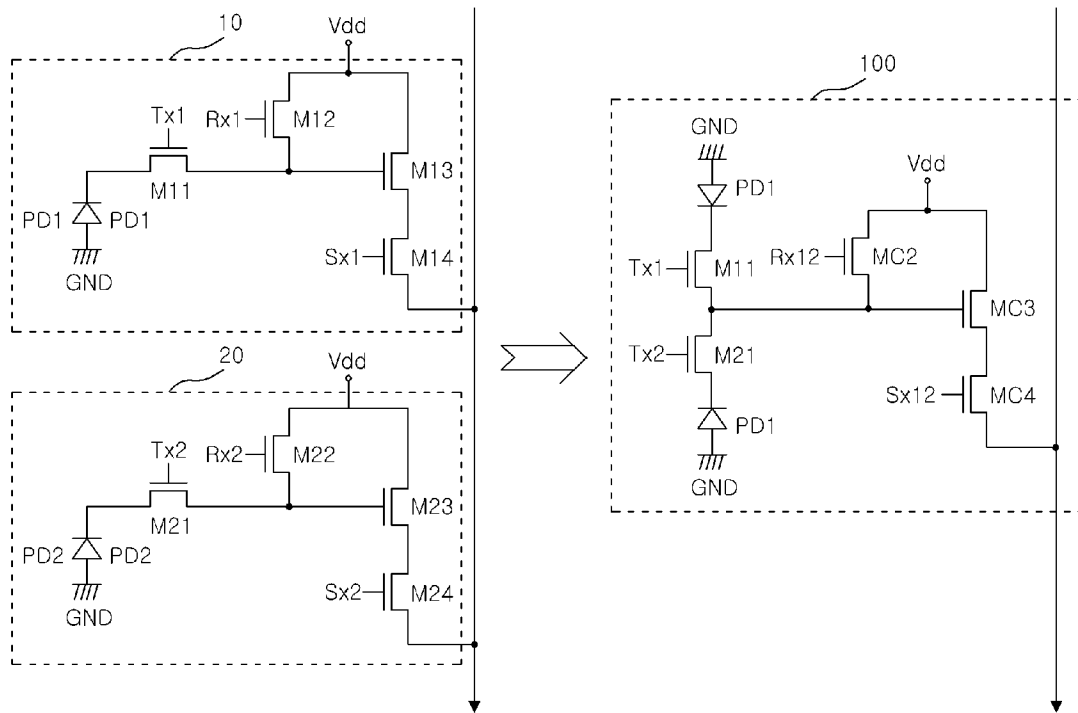 10
Vdd
Rx1
M12
Tx1
M11
M13
PD1
PD1
GND
Sx1
M14
20
Vdd
Rx2
M22
Tx2
M21
M23
PD2
PD2
GND
Sx2
M24
100
GND
PD1
Vdd
Tx1
M11
Rx12
MC2
MC3
Tx2
M21
Sx12
MC4
PD1
GND